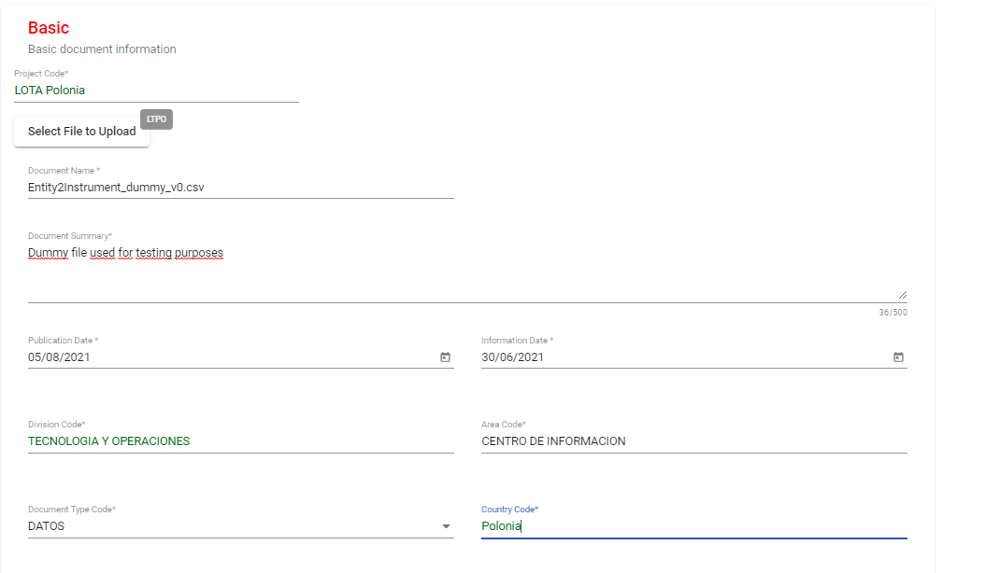 Basic
Basic document information
Project Code*
LOTA Polonia
LTPO
Select File to Upload
Document Name *
Entity2Instrument_dummy_v0.csv
Document Summary*
Dummy file used for testing purposes
36/500
Publication Date *
05/08/2021
Information Date *
30/06/2021
Division Code*
TECNOLOGIA Y OPERACIONES
Area Code*
CENTRO DE INFORMACION
Document Type Code*
DATOS
Country Code*
Polonia